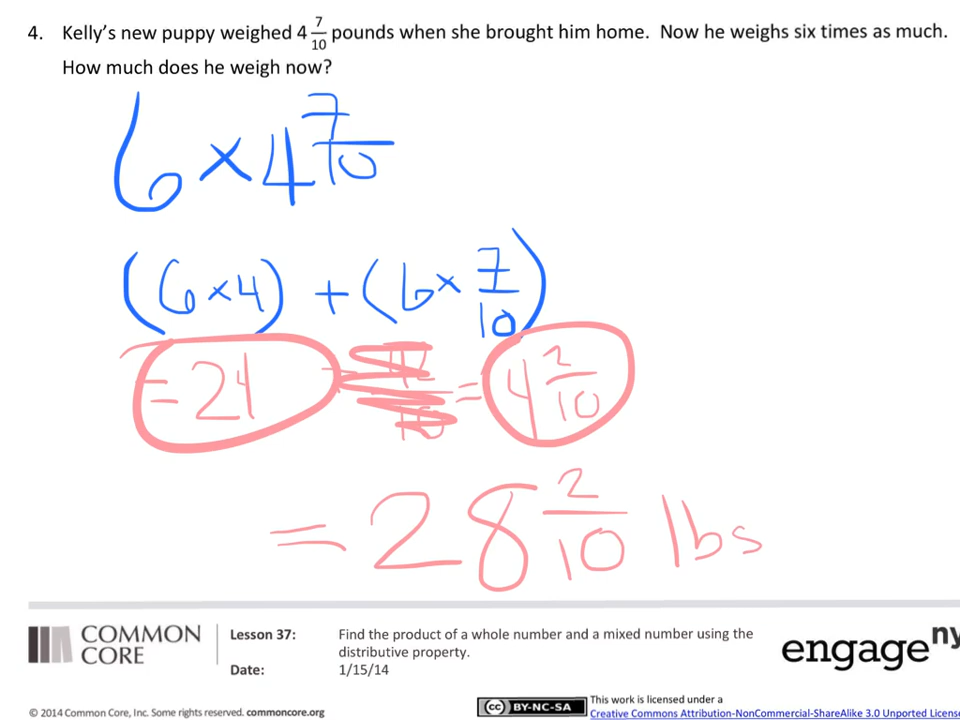 4. Kelly's new puppy weighed 4 7/10 pounds when she brought him home. Now he weighs six times as much.
How much does he weigh now?
6 × 4 7/10
(6 × 4) + (6 × 7/10)
= 24 = 42/10 = 4 2/10
= 28 2/10 lbs
COMMON CORE
Lesson 37: Find the product of a whole number and a mixed number using the
distributive property.
Date: 1/15/14
engage ny
© 2014 Common Core, Inc. Some rights reserved. commoncore.org
cc BY-NC-SA
This work is licensed under a
Creative Commons Attribution-NonCommercial-ShareAlike 3.0 Unported License